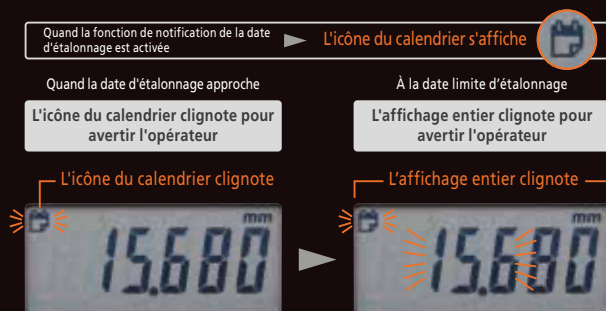 Quand la fonction de notification de la date
d'étalonnage est activée
L'icône du calendrier s'affiche
Quand la date d'étalonnage approche
L'icône du calendrier clignote pour
avertir l'opérateur
L'icône du calendrier clignote
mm
15.680
À la date limite d'étalonnage
L'affichage entier clignote pour
avertir l'opérateur
L'affichage entier clignote
mm
15.680